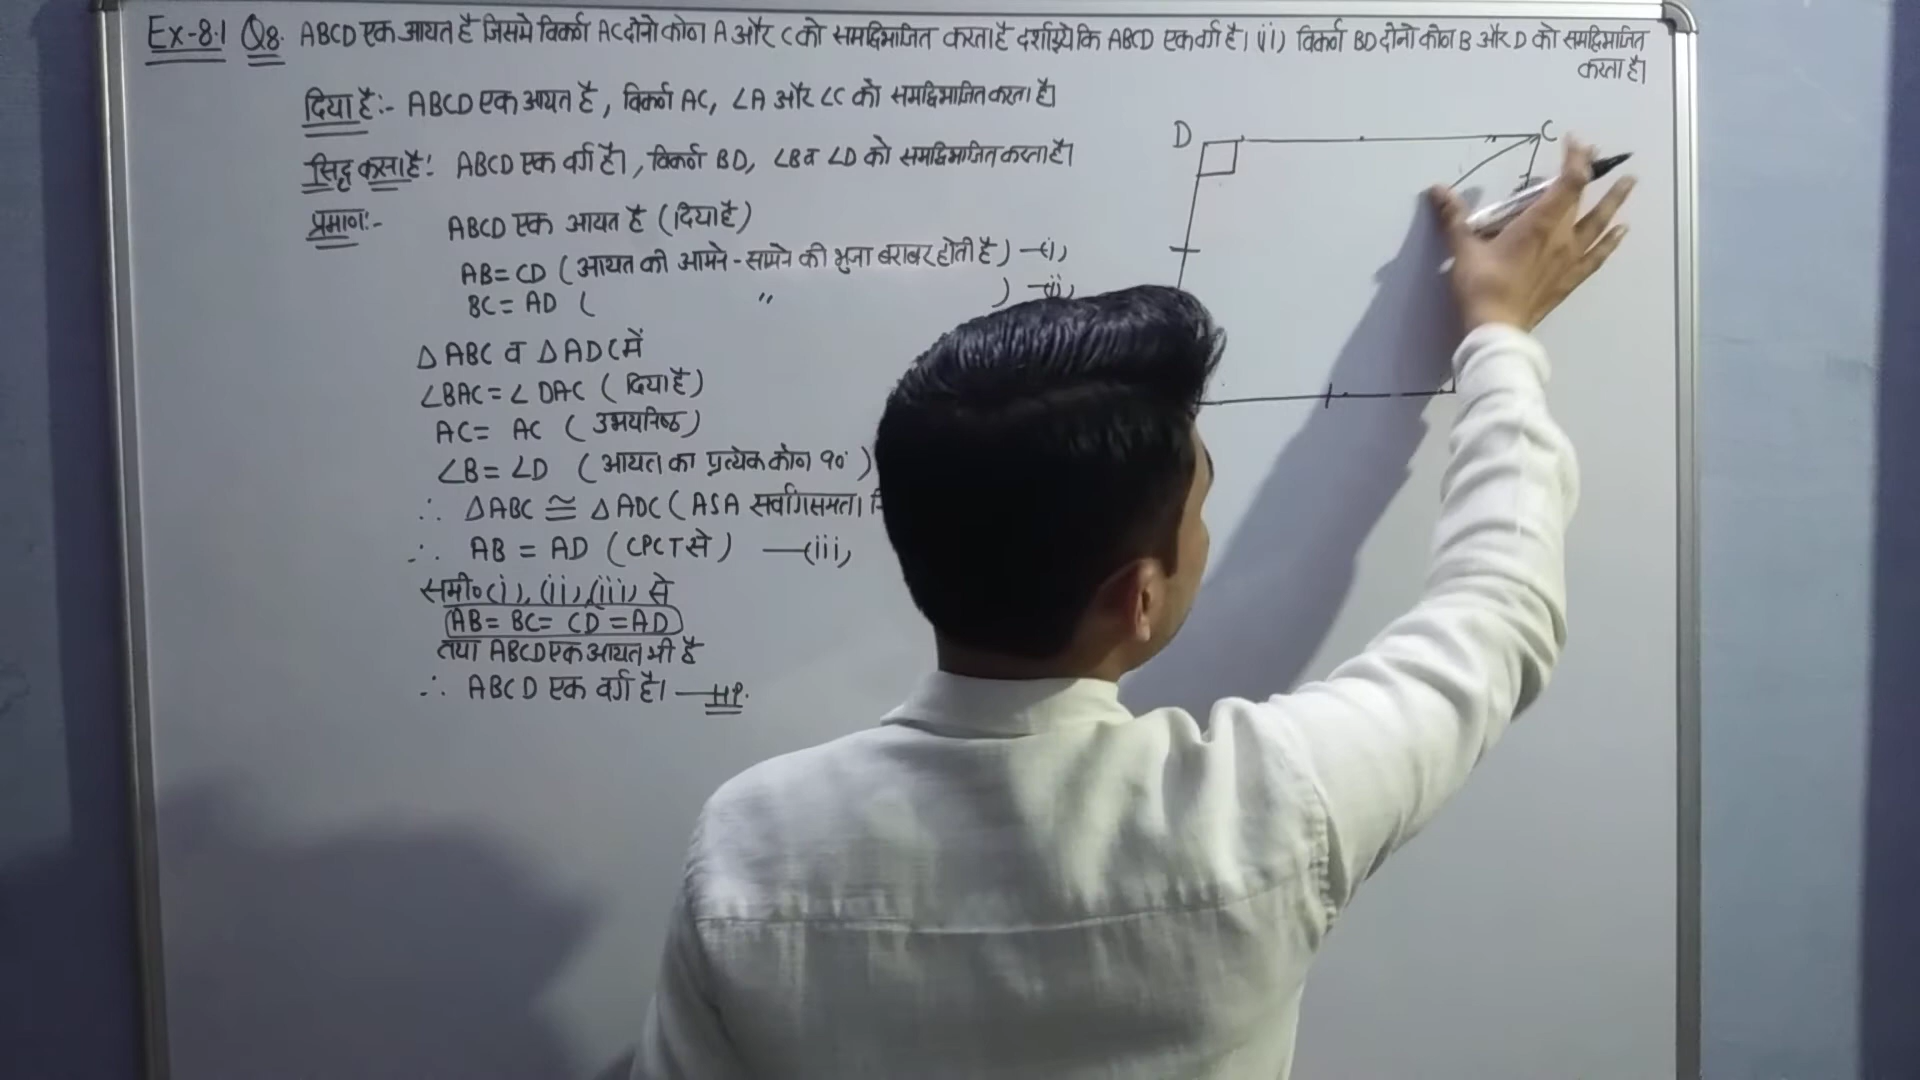 Ex-8.1 Q8. ABCD एक आयत है जिसमे विकर्ण AC दोनो कोण A और C को समद्विभाजित करता है दर्शाइये कि ABCD एक वर्ग है। (ii) विकर्ण BD दोनो कोण B और D को समद्विभाजित
करता है।
दिया है:- ABCD एक आयत है, विकर्ण AC, ∠A और ∠C को समद्विभाजित करता है।
सिद्ध करना है: ABCD एक वर्ग है।, विकर्ण BD, ∠B व ∠D को समद्विभाजित करता है।
प्रमाण:- ABCD एक आयत है (दिया है)
AB = CD (आयत की आमने-सामने की भुजा बराबर होती है) —(i)
BC = AD ( " ) —(ii)
Δ ABC व Δ ADC में
∠BAC = ∠DAC (दिया है)
AC = AC (उभयनिष्ठ)
∠B = ∠D (आयत का प्रत्येक कोण 90°)
∴ ΔABC ≅ ΔADC (ASA सर्वांगसमता
∴ AB = AD (CPCT से) —(iii)
समी० (i), (ii), (iii) से
AB = BC = CD = AD
तथा ABCD एक आयत भी है
∴ ABCD एक वर्ग है। — HP.
D C